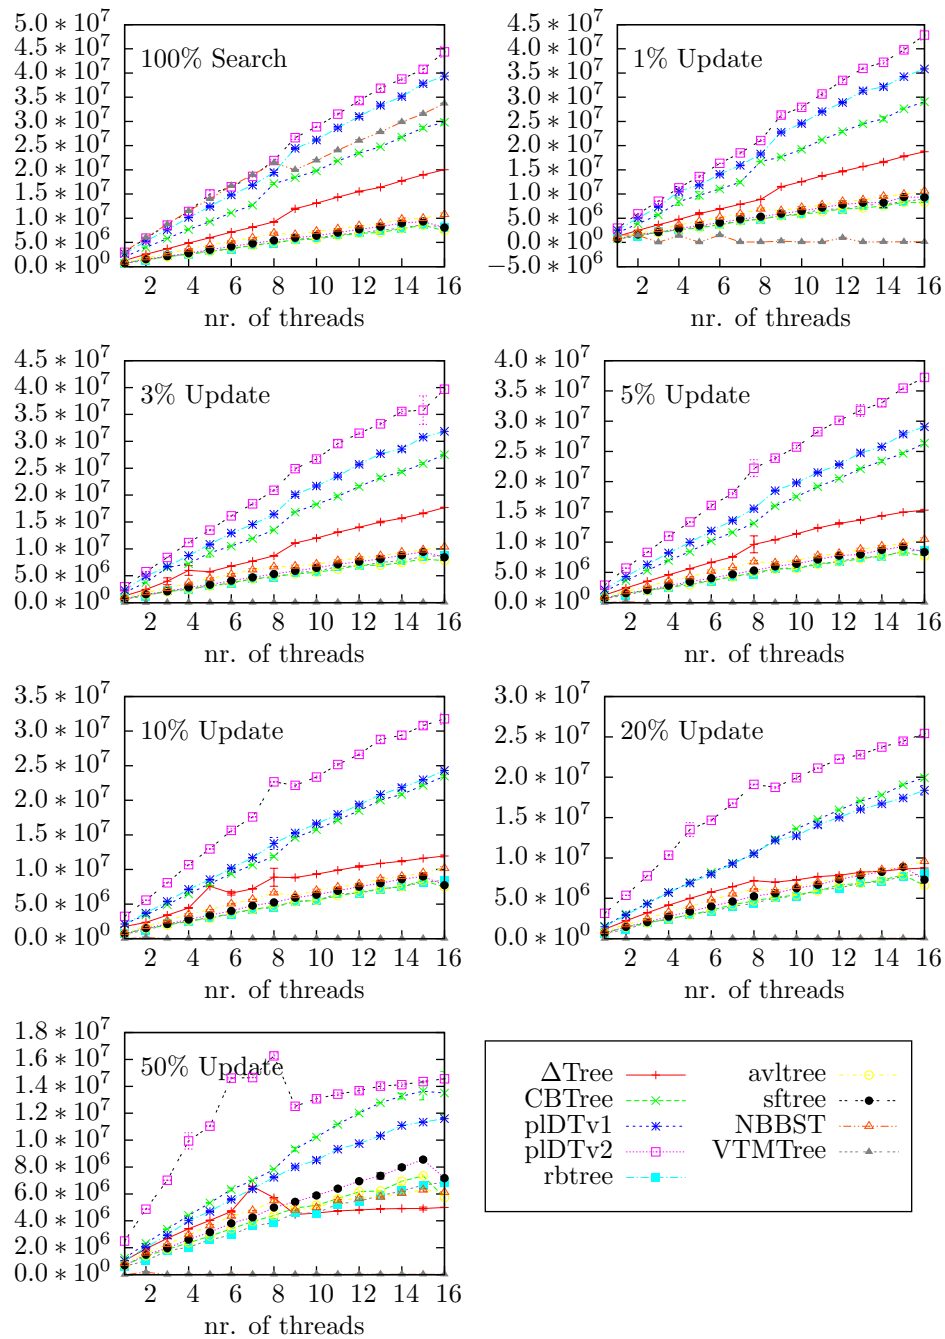 5.0 * 10^7
4.5 * 10^7
4.0 * 10^7
3.5 * 10^7
3.0 * 10^7
2.5 * 10^7
2.0 * 10^7
1.5 * 10^7
1.0 * 10^7
5.0 * 10^6
0.0 * 10^0
100% Search
2 4 6 8 10 12 14 16
nr. of threads
4.5 * 10^7
4.0 * 10^7
3.5 * 10^7
3.0 * 10^7
2.5 * 10^7
2.0 * 10^7
1.5 * 10^7
1.0 * 10^7
5.0 * 10^6
0.0 * 10^0
−5.0 * 10^6
1% Update
2 4 6 8 10 12 14 16
nr. of threads
4.5 * 10^7
4.0 * 10^7
3.5 * 10^7
3.0 * 10^7
2.5 * 10^7
2.0 * 10^7
1.5 * 10^7
1.0 * 10^7
5.0 * 10^6
0.0 * 10^0
3% Update
2 4 6 8 10 12 14 16
nr. of threads
4.0 * 10^7
3.5 * 10^7
3.0 * 10^7
2.5 * 10^7
2.0 * 10^7
1.5 * 10^7
1.0 * 10^7
5.0 * 10^6
0.0 * 10^0
5% Update
2 4 6 8 10 12 14 16
nr. of threads
3.5 * 10^7
3.0 * 10^7
2.5 * 10^7
2.0 * 10^7
1.5 * 10^7
1.0 * 10^7
5.0 * 10^6
0.0 * 10^0
10% Update
2 4 6 8 10 12 14 16
nr. of threads
3.0 * 10^7
2.5 * 10^7
2.0 * 10^7
1.5 * 10^7
1.0 * 10^7
5.0 * 10^6
0.0 * 10^0
20% Update
2 4 6 8 10 12 14 16
nr. of threads
1.8 * 10^7
1.6 * 10^7
1.4 * 10^7
1.2 * 10^7
1.0 * 10^7
8.0 * 10^6
6.0 * 10^6
4.0 * 10^6
2.0 * 10^6
0.0 * 10^0
50% Update
2 4 6 8 10 12 14 16
nr. of threads
ΔTree
CBTree
plDTv1
plDTv2
rbtree
avltree
sftree
NBBST
VTMTree